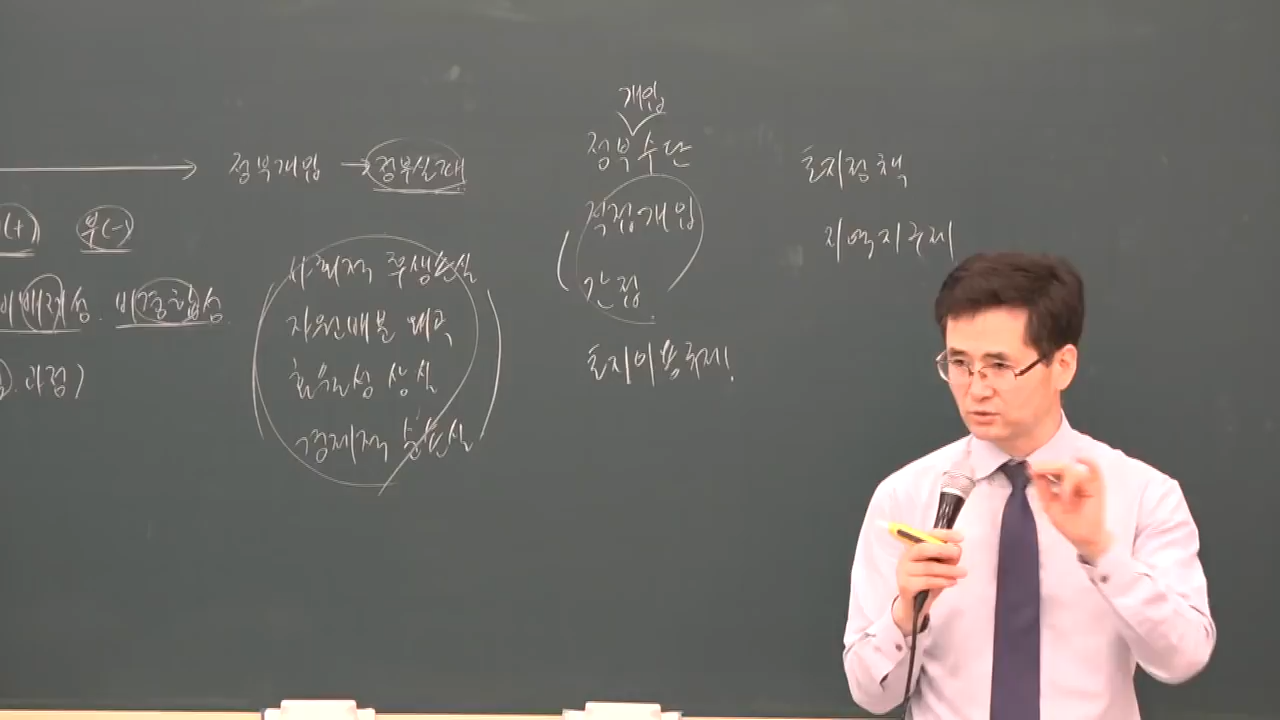 정부개입 → 정부실패
(+) 부(-)
비배제성. 비경합성.
과점)
사회적 후생손실
자원배분 왜곡
효율성 상실
경제적 순손실
개입
정부수단
직접개입
간접
토지이용규제!
토지정책
지역지구제